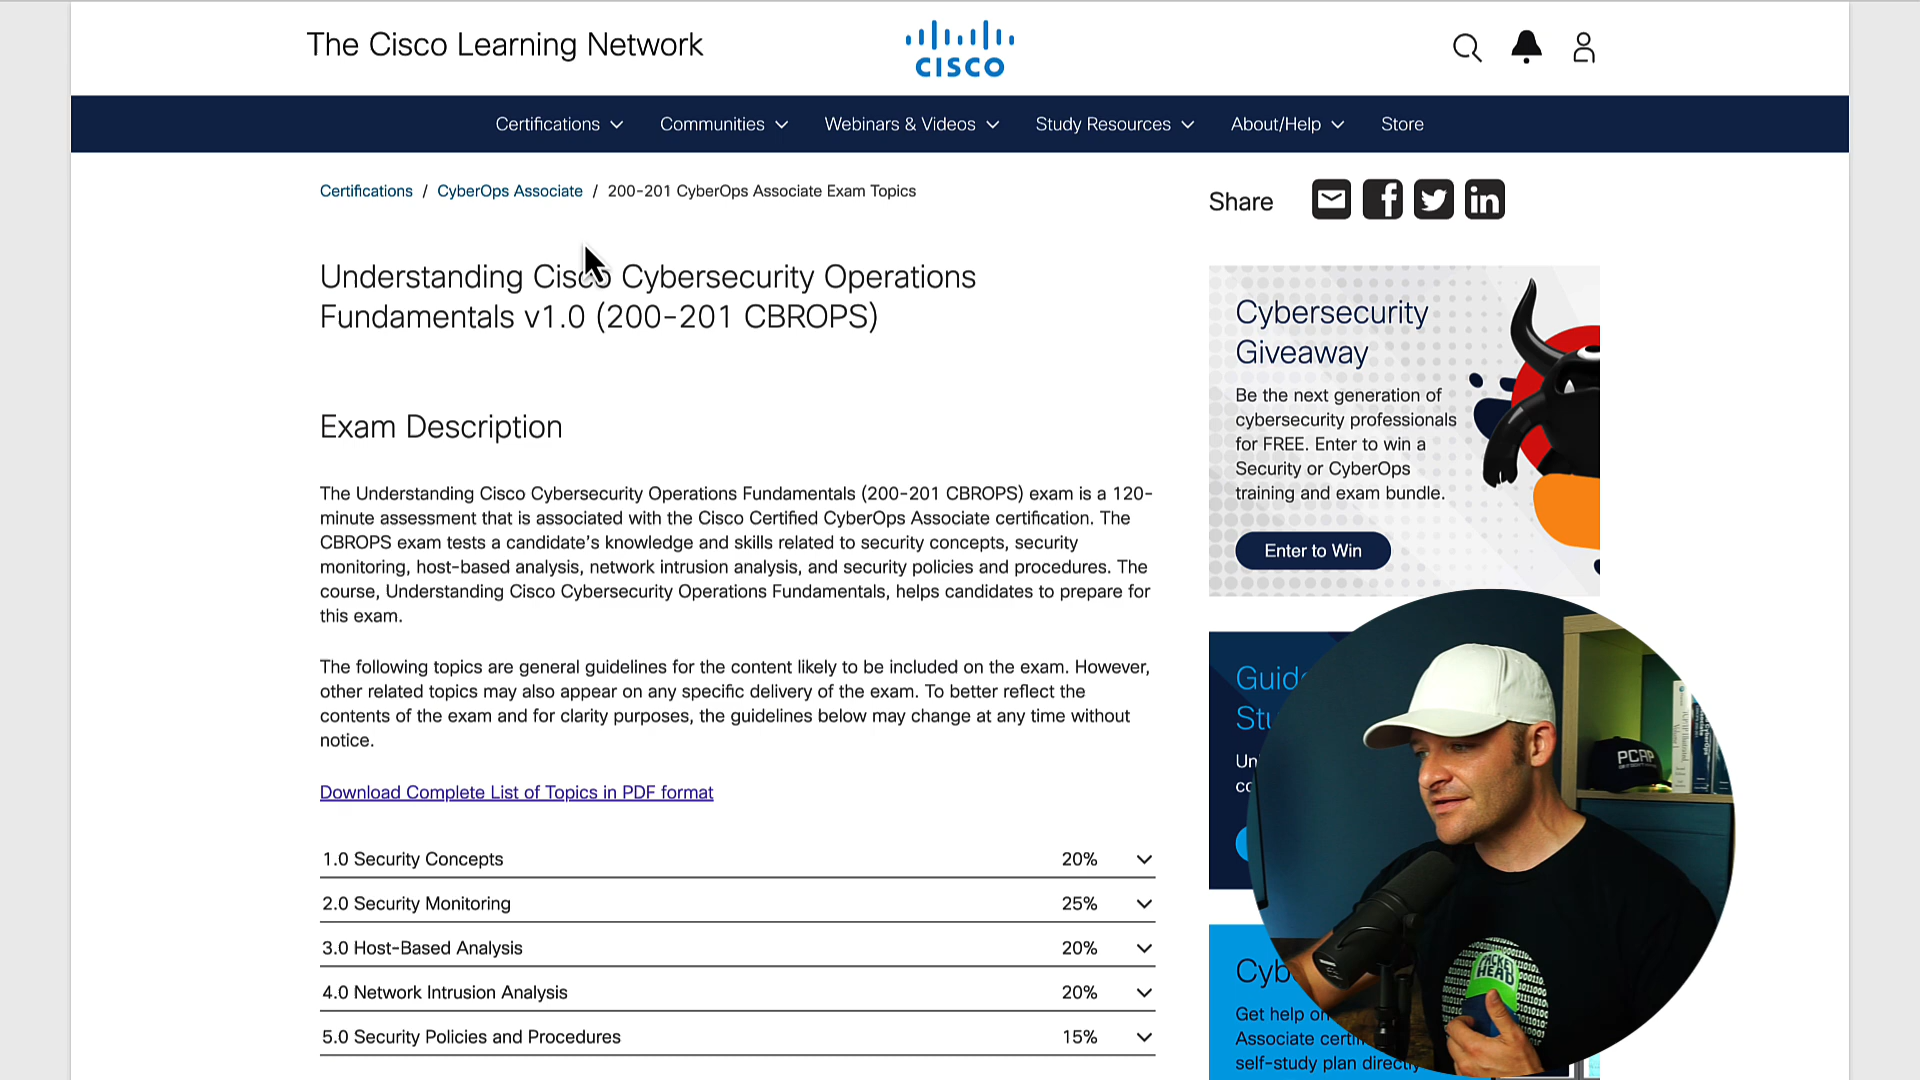 The Cisco Learning Network
CISCO
Certifications
Communities
Webinars & Videos
Study Resources
About/Help
Store
Certifications / CyberOps Associate / 200-201 CyberOps Associate Exam Topics
Share
Understanding Cisco Cybersecurity Operations
Fundamentals v1.0 (200-201 CBROPS)
Exam Description
The Understanding Cisco Cybersecurity Operations Fundamentals (200-201 CBROPS) exam is a 120-
minute assessment that is associated with the Cisco Certified CyberOps Associate certification. The
CBROPS exam tests a candidate's knowledge and skills related to security concepts, security
monitoring, host-based analysis, network intrusion analysis, and security policies and procedures. The
course, Understanding Cisco Cybersecurity Operations Fundamentals, helps candidates to prepare for
this exam.
The following topics are general guidelines for the content likely to be included on the exam. However,
other related topics may also appear on any specific delivery of the exam. To better reflect the
contents of the exam and for clarity purposes, the guidelines below may change at any time without
notice.
Download Complete List of Topics in PDF format
1.0 Security Concepts 20%
2.0 Security Monitoring 25%
3.0 Host-Based Analysis 20%
4.0 Network Intrusion Analysis 20%
5.0 Security Policies and Procedures 15%
Cybersecurity
Giveaway
Be the next generation of
cybersecurity professionals
for FREE. Enter to win a
Security or CyberOps
training and exam bundle.
Enter to Win
Guid
Stu
Un
co
PCAP
PACKET
HEAD
Cyb
Get help on
Associate certif
self-study plan directly